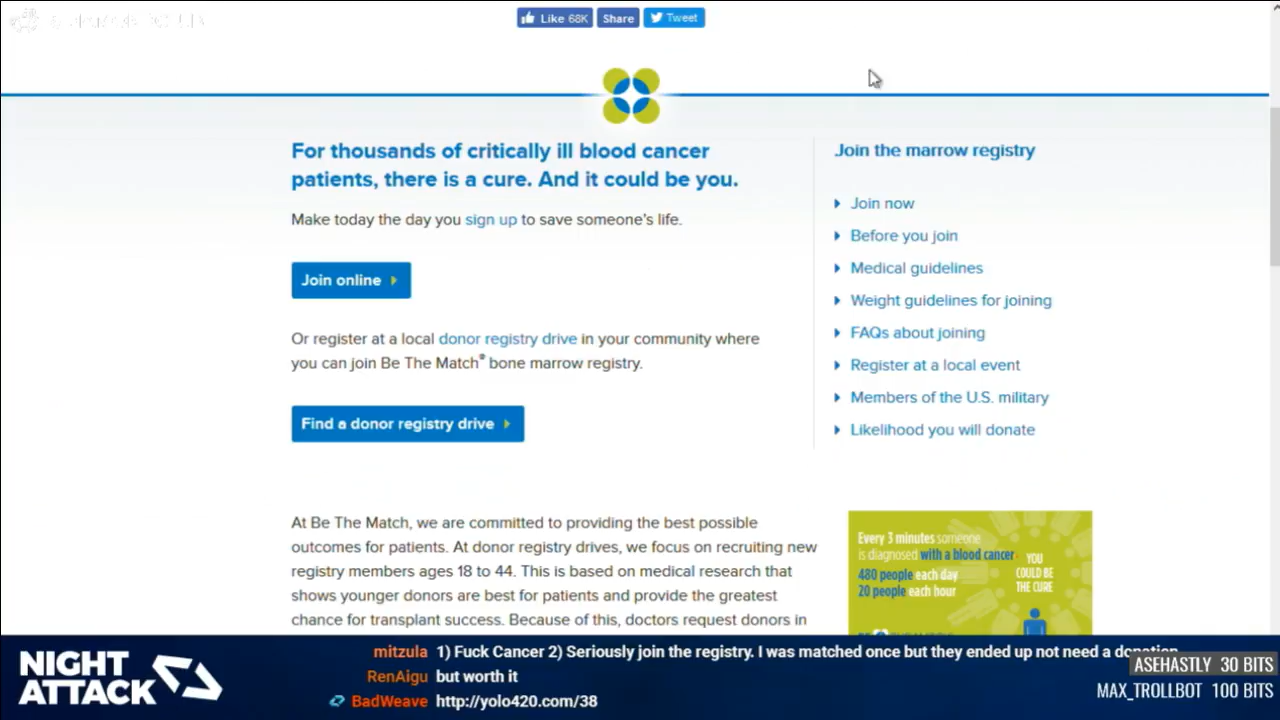 Like 68K Share Tweet
For thousands of critically ill blood cancer
patients, there is a cure. And it could be you.
Make today the day you sign up to save someone's life.
Join online
Or register at a local donor registry drive in your community where
you can join Be The Match® bone marrow registry.
Find a donor registry drive
At Be The Match, we are committed to providing the best possible
outcomes for patients. At donor registry drives, we focus on recruiting new
registry members ages 18 to 44. This is based on medical research that
shows younger donors are best for patients and provide the greatest
chance for transplant success. Because of this, doctors request donors in
Join the marrow registry
Join now
Before you join
Medical guidelines
Weight guidelines for joining
FAQs about joining
Register at a local event
Members of the U.S. military
Likelihood you will donate
Every 3 minutes someone
is diagnosed with a blood cancer
480 people each day
20 people each hour
YOU
COULD BE
THE CURE
NIGHT
ATTACK
mitzula 1) Fuck Cancer 2) Seriously join the registry. I was matched once but they ended up not need a donation
RenAigu but worth it
BadWeave http://yolo420.com/38
ASEHASTLY 30 BITS
MAX_TROLLBOT 100 BITS